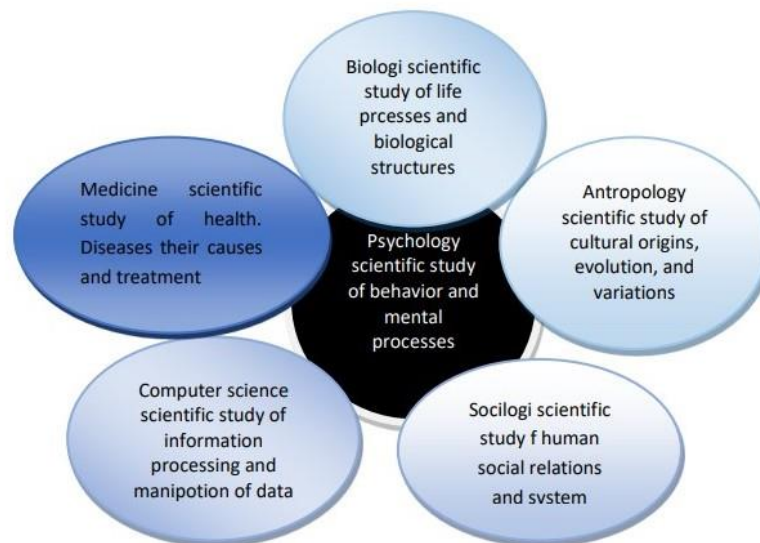 Biologi scientific
study of life
prcesses and
biological
structures
Medicine scientific
study of health.
Diseases their causes
and treatment
Antropology
scientific study of
cultural origins,
evolution, and
variations
Psychology
scientific study
of behavior and
mental
processes
Computer science
scientific study of
information
processing and
manipotion of data
Socilogi scientific
study f human
social relations
and system